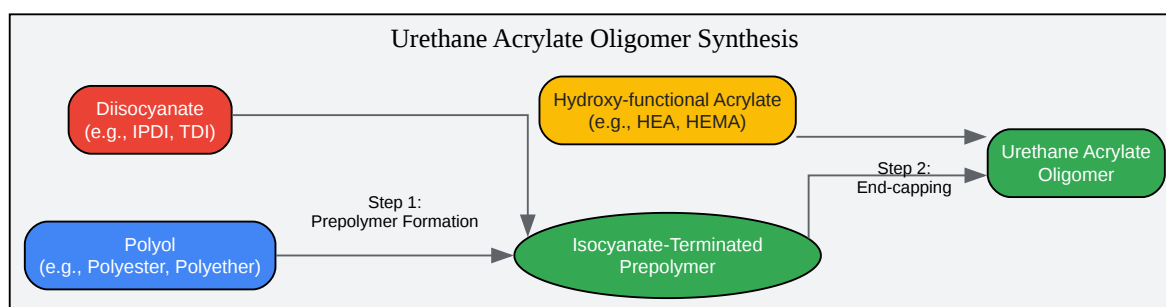 Urethane Acrylate Oligomer Synthesis
Diisocyanate
(e.g., IPDI, TDI)
Hydroxy-functional Acrylate
(e.g., HEA, HEMA)
Urethane Acrylate
Oligomer
Step 2:
End-capping
Step 1:
Prepolymer Formation
Polyol
(e.g., Polyester, Polyether)
Isocyanate-Terminated
Prepolymer